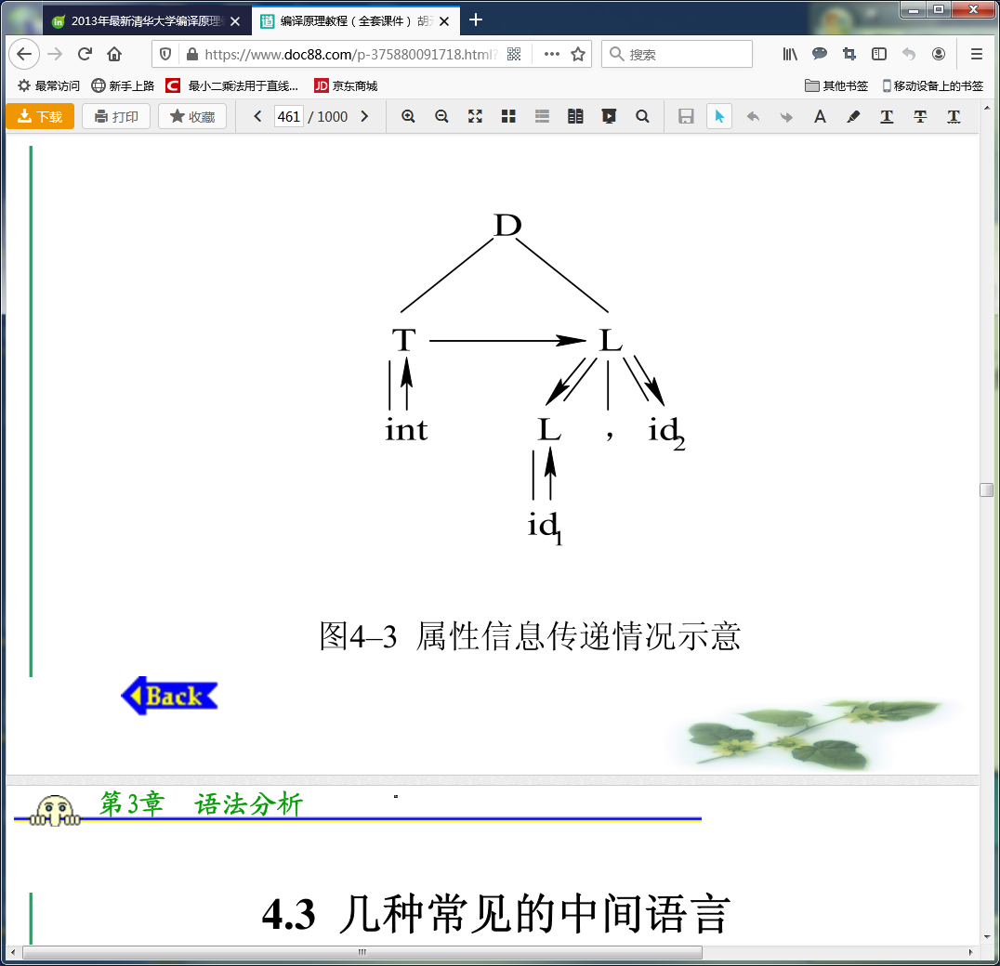 2013年最新清华大学编译原理
编译原理教程（全套课件）胡
https://www.doc88.com/p-375880091718.html?
搜索
最常访问 新手上路 C 最小二乘法用于直线... JD 京东商城 其他书签 移动设备上的书签
下载 打印 收藏 461 / 1000
D
T L
int L , id2
id1
图4–3 属性信息传递情况示意
Back
第3章 语法分析
4.3 几种常见的中间语言